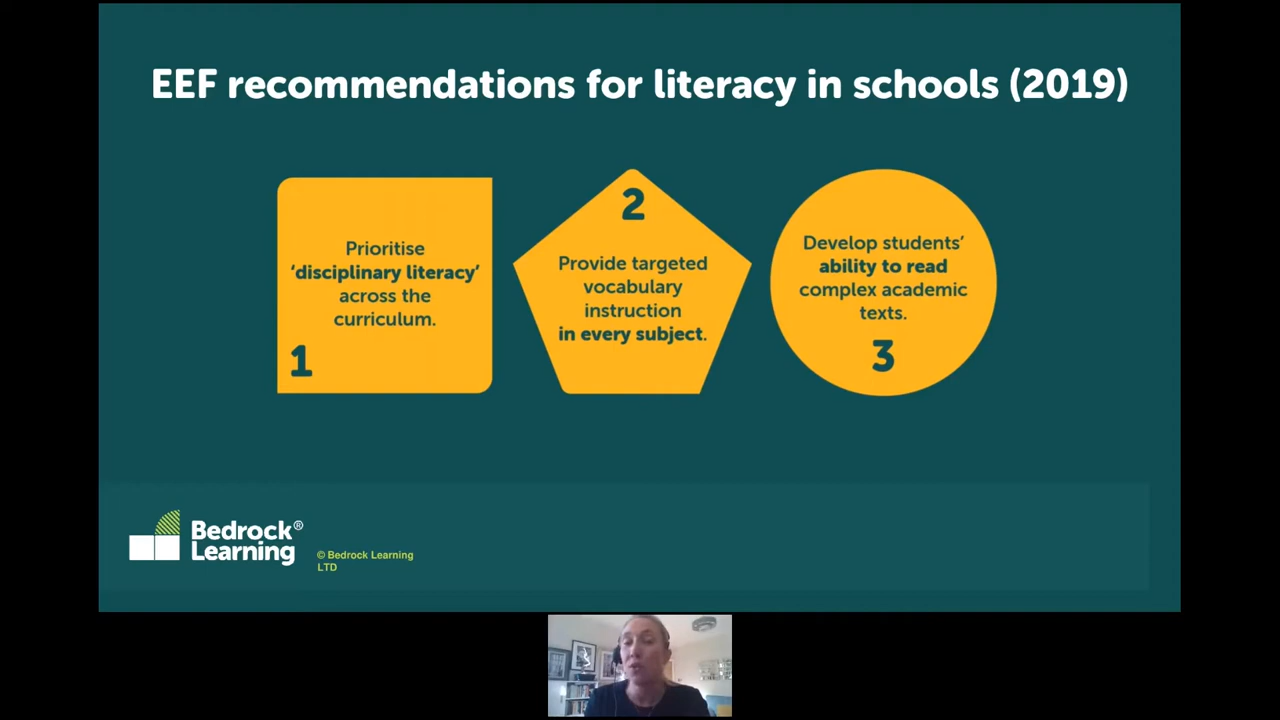 EEF recommendations for literacy in schools (2019)
Prioritise
‘disciplinary literacy’
across the
curriculum.
1
2
Provide targeted
vocabulary
instruction
in every subject.
Develop students’
ability to read
complex academic
texts.
3
Bedrock®
Learning
© Bedrock Learning
LTD